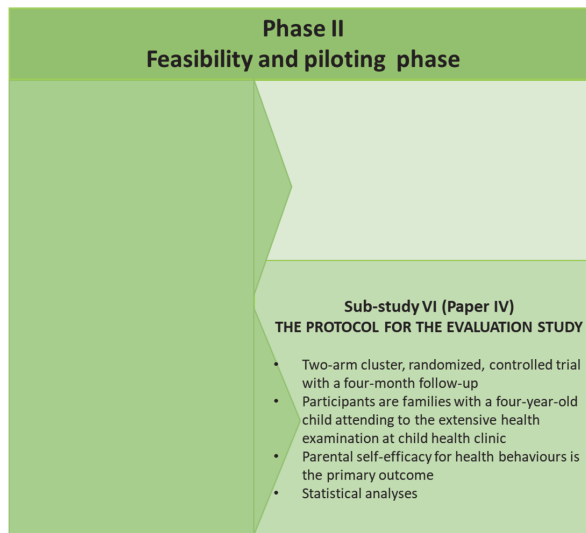 Phase II
Feasibility and piloting phase
Sub-study VI (Paper IV)
THE PROTOCOL FOR THE EVALUATION STUDY
• Two-arm cluster, randomized, controlled trial
with a four-month follow-up
• Participants are families with a four-year-old
child attending to the extensive health
examination at child health clinic
• Parental self-efficacy for health behaviours is
the primary outcome
• Statistical analyses